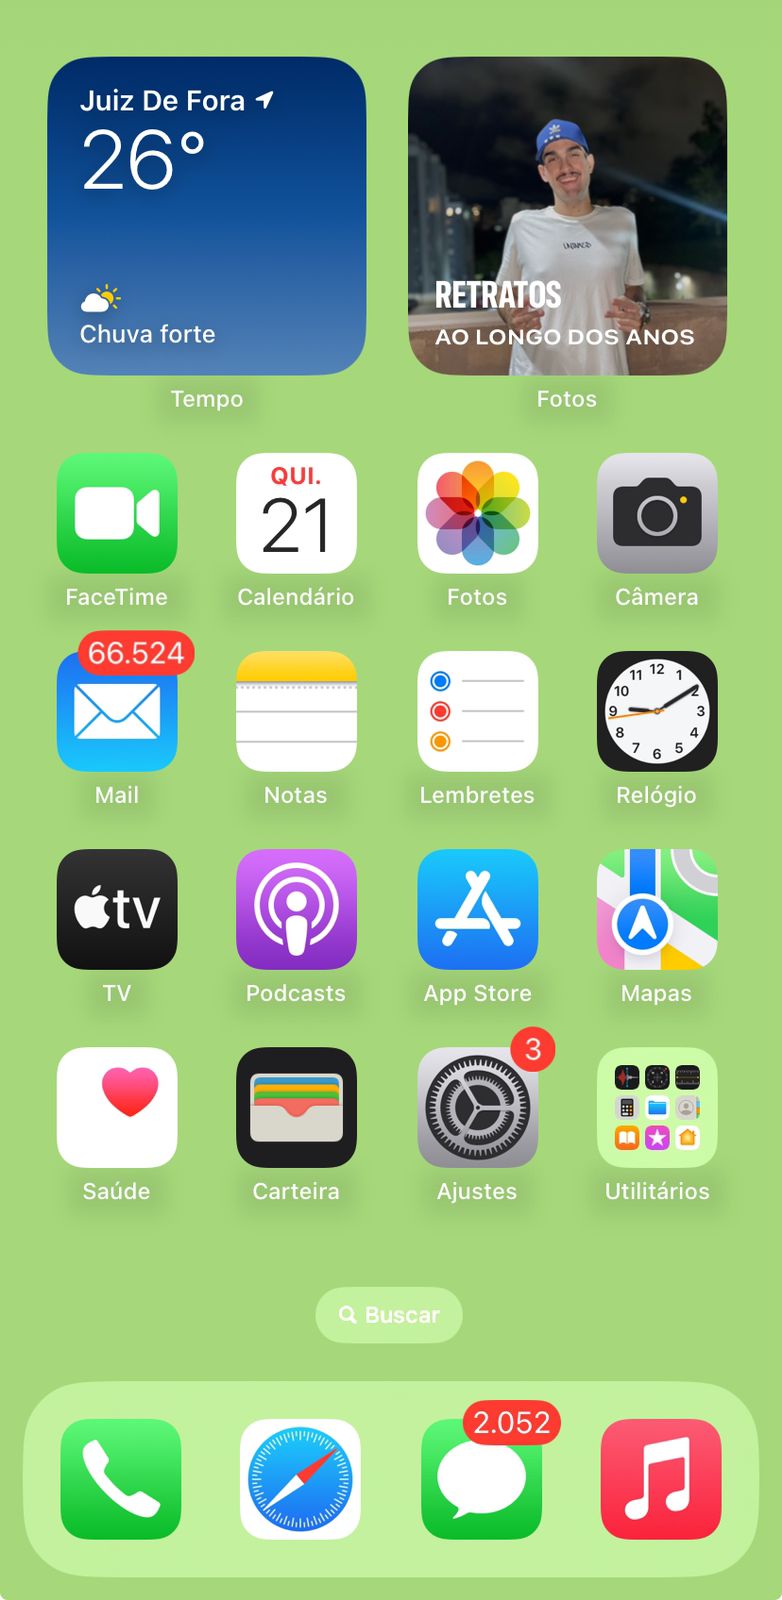 Juiz De Fora
26°
Chuva forte
Tempo
RETRATOS
AO LONGO DOS ANOS
Fotos
FaceTime
QUI.
21
Calendário
Fotos
Câmera
66.524
Mail
Notas
Lembretes
12
1
2
3
4
5
6
7
8
9
10
11
Relógio
tv
TV
Podcasts
App Store
Mapas
Saúde
Carteira
3
Ajustes
Utilitários
Buscar
2.052